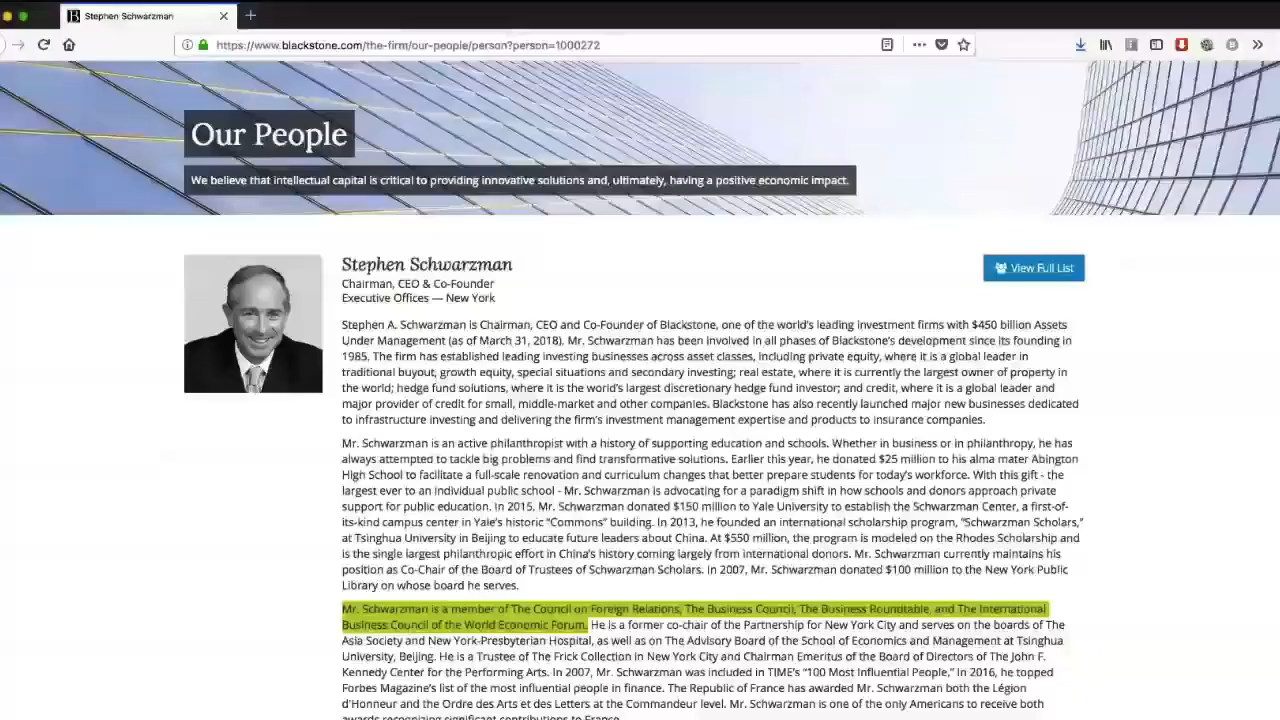 Stephen Schwarzman
https://www.blackstone.com/the-firm/our-people/person?person=1000272
Our People
We believe that intellectual capital is critical to providing innovative solutions and, ultimately, having a positive economic impact.
Stephen Schwarzman
View Full List
Chairman, CEO & Co-Founder
Executive Offices — New York
Stephen A. Schwarzman is Chairman, CEO and Co-Founder of Blackstone, one of the world's leading investment firms with $450 billion Assets
Under Management (as of March 31, 2018). Mr. Schwarzman has been involved in all phases of Blackstone's development since its founding in
1985. The firm has established leading investing businesses across asset classes, including private equity, where it is a global leader in
traditional buyout, growth equity, special situations and secondary investing; real estate, where it is currently the largest owner of property in
the world; hedge fund solutions, where it is the world's largest discretionary hedge fund investor; and credit, where it is a global leader and
major provider of credit for small, middle-market and other companies. Blackstone has also recently launched major new businesses dedicated
to infrastructure investing and delivering the firm's investment management expertise and products to insurance companies.
Mr. Schwarzman is an active philanthropist with a history of supporting education and schools. Whether in business or in philanthropy, he has
always attempted to tackle big problems and find transformative solutions. Earlier this year, he donated $25 million to his alma mater Abington
High School to facilitate a full-scale renovation and curriculum changes that better prepare students for today's workforce. With this gift - the
largest ever to an individual public school - Mr. Schwarzman is advocating for a paradigm shift in how schools and donors approach private
support for public education. In 2015, Mr. Schwarzman donated $150 million to Yale University to establish the Schwarzman Center, a first-of-
its-kind campus center in Yale's historic "Commons" building. In 2013, he founded an international scholarship program, "Schwarzman Scholars,"
at Tsinghua University in Beijing to educate future leaders about China. At $550 million, the program is modeled on the Rhodes Scholarship and
is the single largest philanthropic effort in China's history coming largely from international donors. Mr. Schwarzman currently maintains his
position as Co-Chair of the Board of Trustees of Schwarzman Scholars. In 2007, Mr. Schwarzman donated $100 million to the New York Public
Library on whose board he serves.
Mr. Schwarzman is a member of The Council on Foreign Relations, The Business Council, The Business Roundtable, and The International
Business Council of the World Economic Forum. He is a former co-chair of the Partnership for New York City and serves on the boards of The
Asia Society and New York-Presbyterian Hospital, as well as on The Advisory Board of the School of Economics and Management at Tsinghua
University, Beijing. He is a Trustee of The Frick Collection in New York City and Chairman Emeritus of the Board of Directors of The John F.
Kennedy Center for the Performing Arts. In 2007, Mr. Schwarzman was included in TIME's "100 Most Influential People." In 2016, he topped
Forbes Magazine's list of the most influential people in finance. The Republic of France has awarded Mr. Schwarzman both the Légion
d'Honneur and the Ordre des Arts et des Letters at the Commandeur level. Mr. Schwarzman is one of the only Americans to receive both
awards recognizing significant contributions to France.